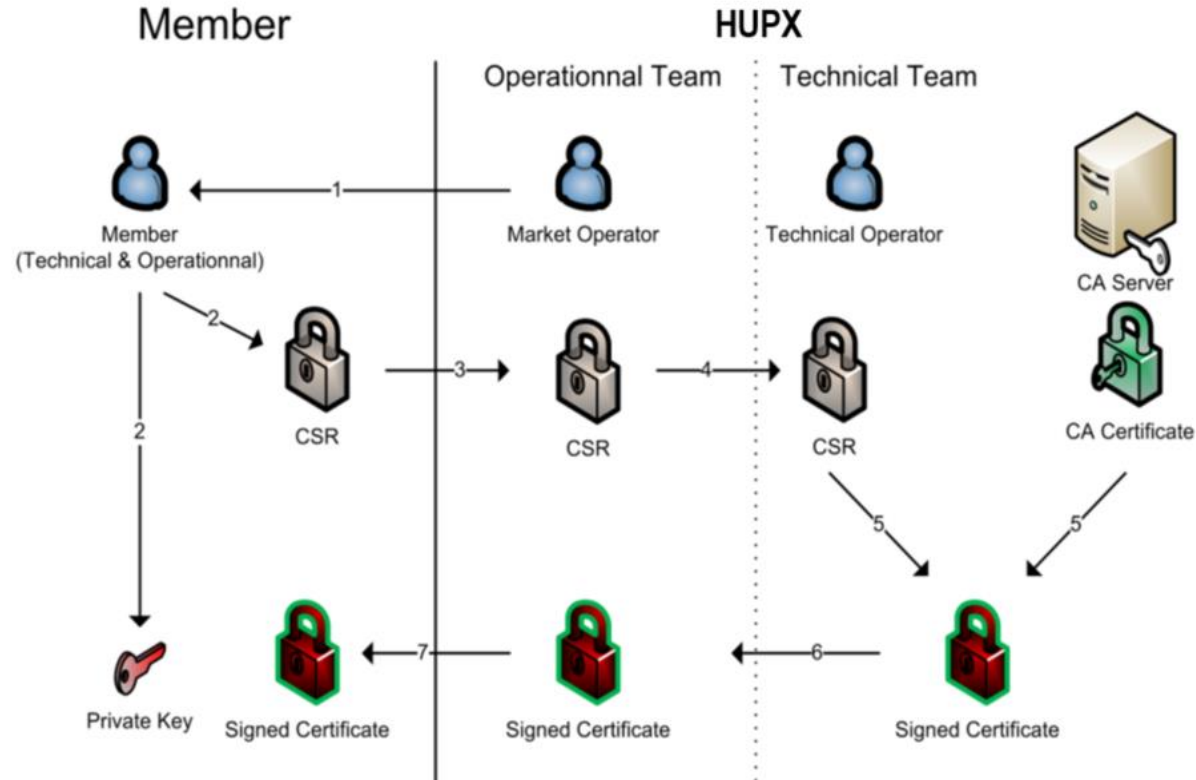 Member
HUPX
Operationnal Team
Technical Team
1
Member
(Technical & Operationnal)
Market Operator
Technical Operator
CA Server
2
3
4
2
CSR
CSR
CSR
CA Certificate
5
5
7
6
Private Key
Signed Certificate
Signed Certificate
Signed Certificate